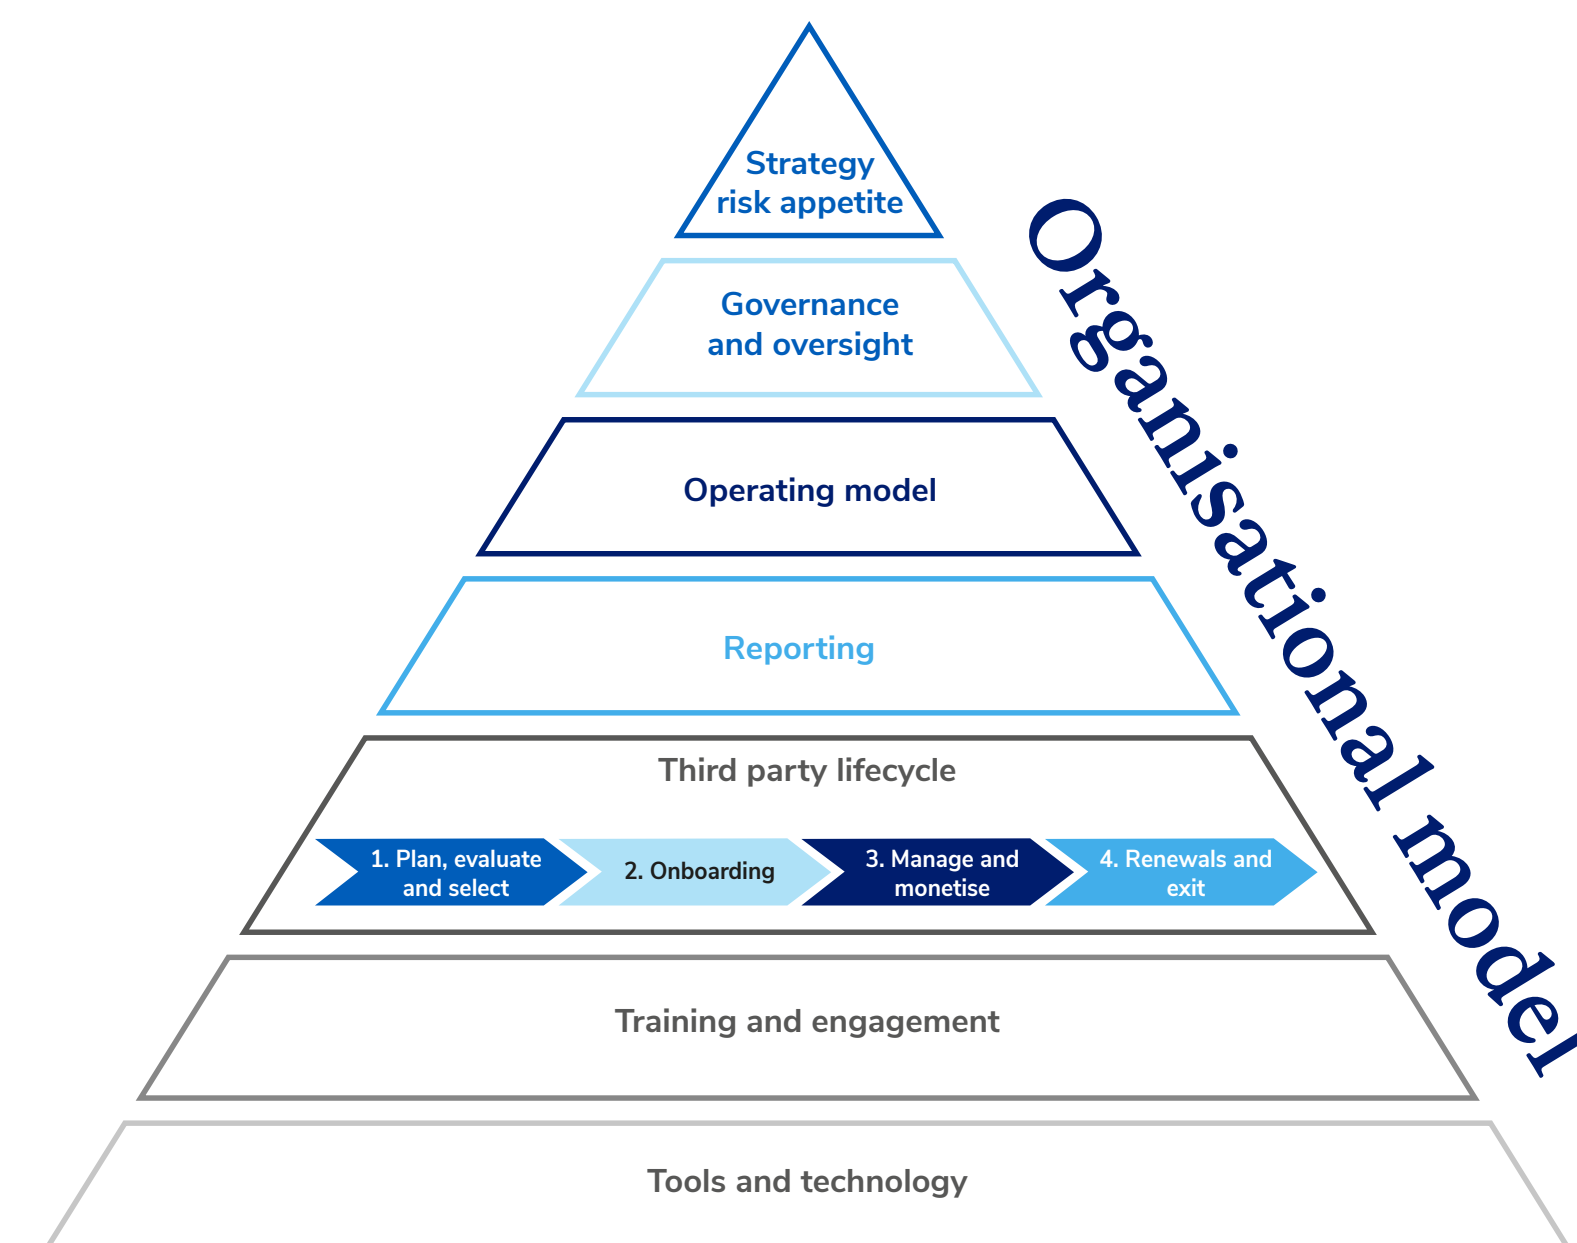 Strategy
risk appetite
Governance
and oversight
Operating model
Reporting
Third party lifecycle
1. Plan, evaluate
and select
2. Onboarding
3. Manage and
monetise
4. Renewals and
exit
Training and engagement
Tools and technology
Organisational model